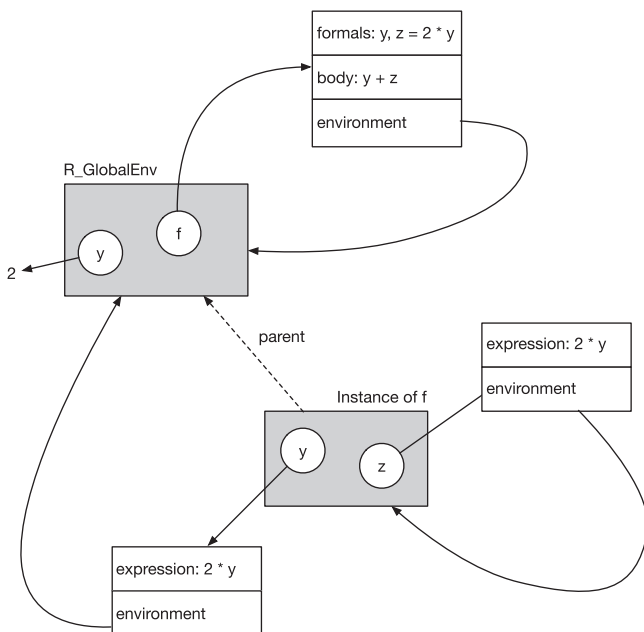 formals: y, z = 2 * y
body: y + z
environment
R_GlobalEnv
f
y
2
parent
expression: 2 * y
environment
Instance of f
y
z
expression: 2 * y
environment